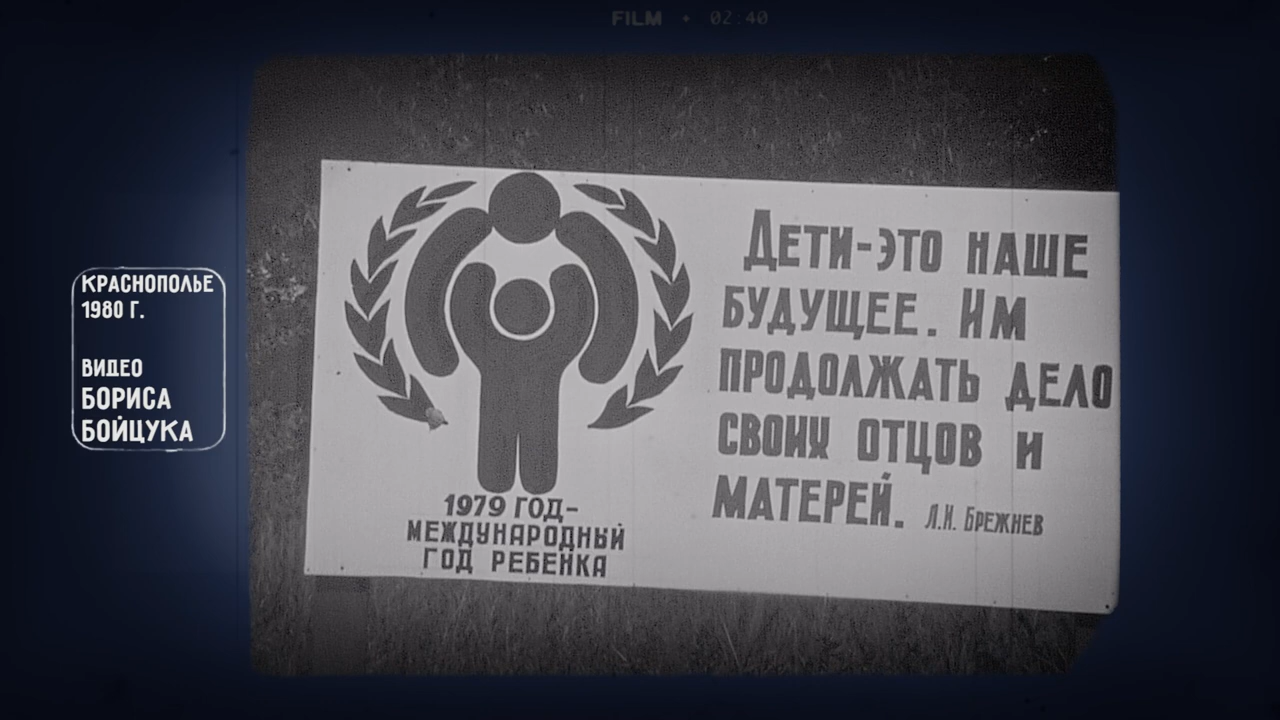 FILM + 02:40
КРАСНОПОЛЬЕ
1980 Г.
ВИДЕО
БОРИСА
БОЙЦУКА
1979 ГОД-
МЕЖДУНАРОДНЫЙ
ГОД РЕБЕНКА
ДЕТИ-ЭТО НАШЕ
БУДУЩЕЕ. ИМ
ПРОДОЛЖАТЬ ДЕЛО
СВОИХ ОТЦОВ И
МАТЕРЕЙ. Л.И. БРЕЖНЕВ